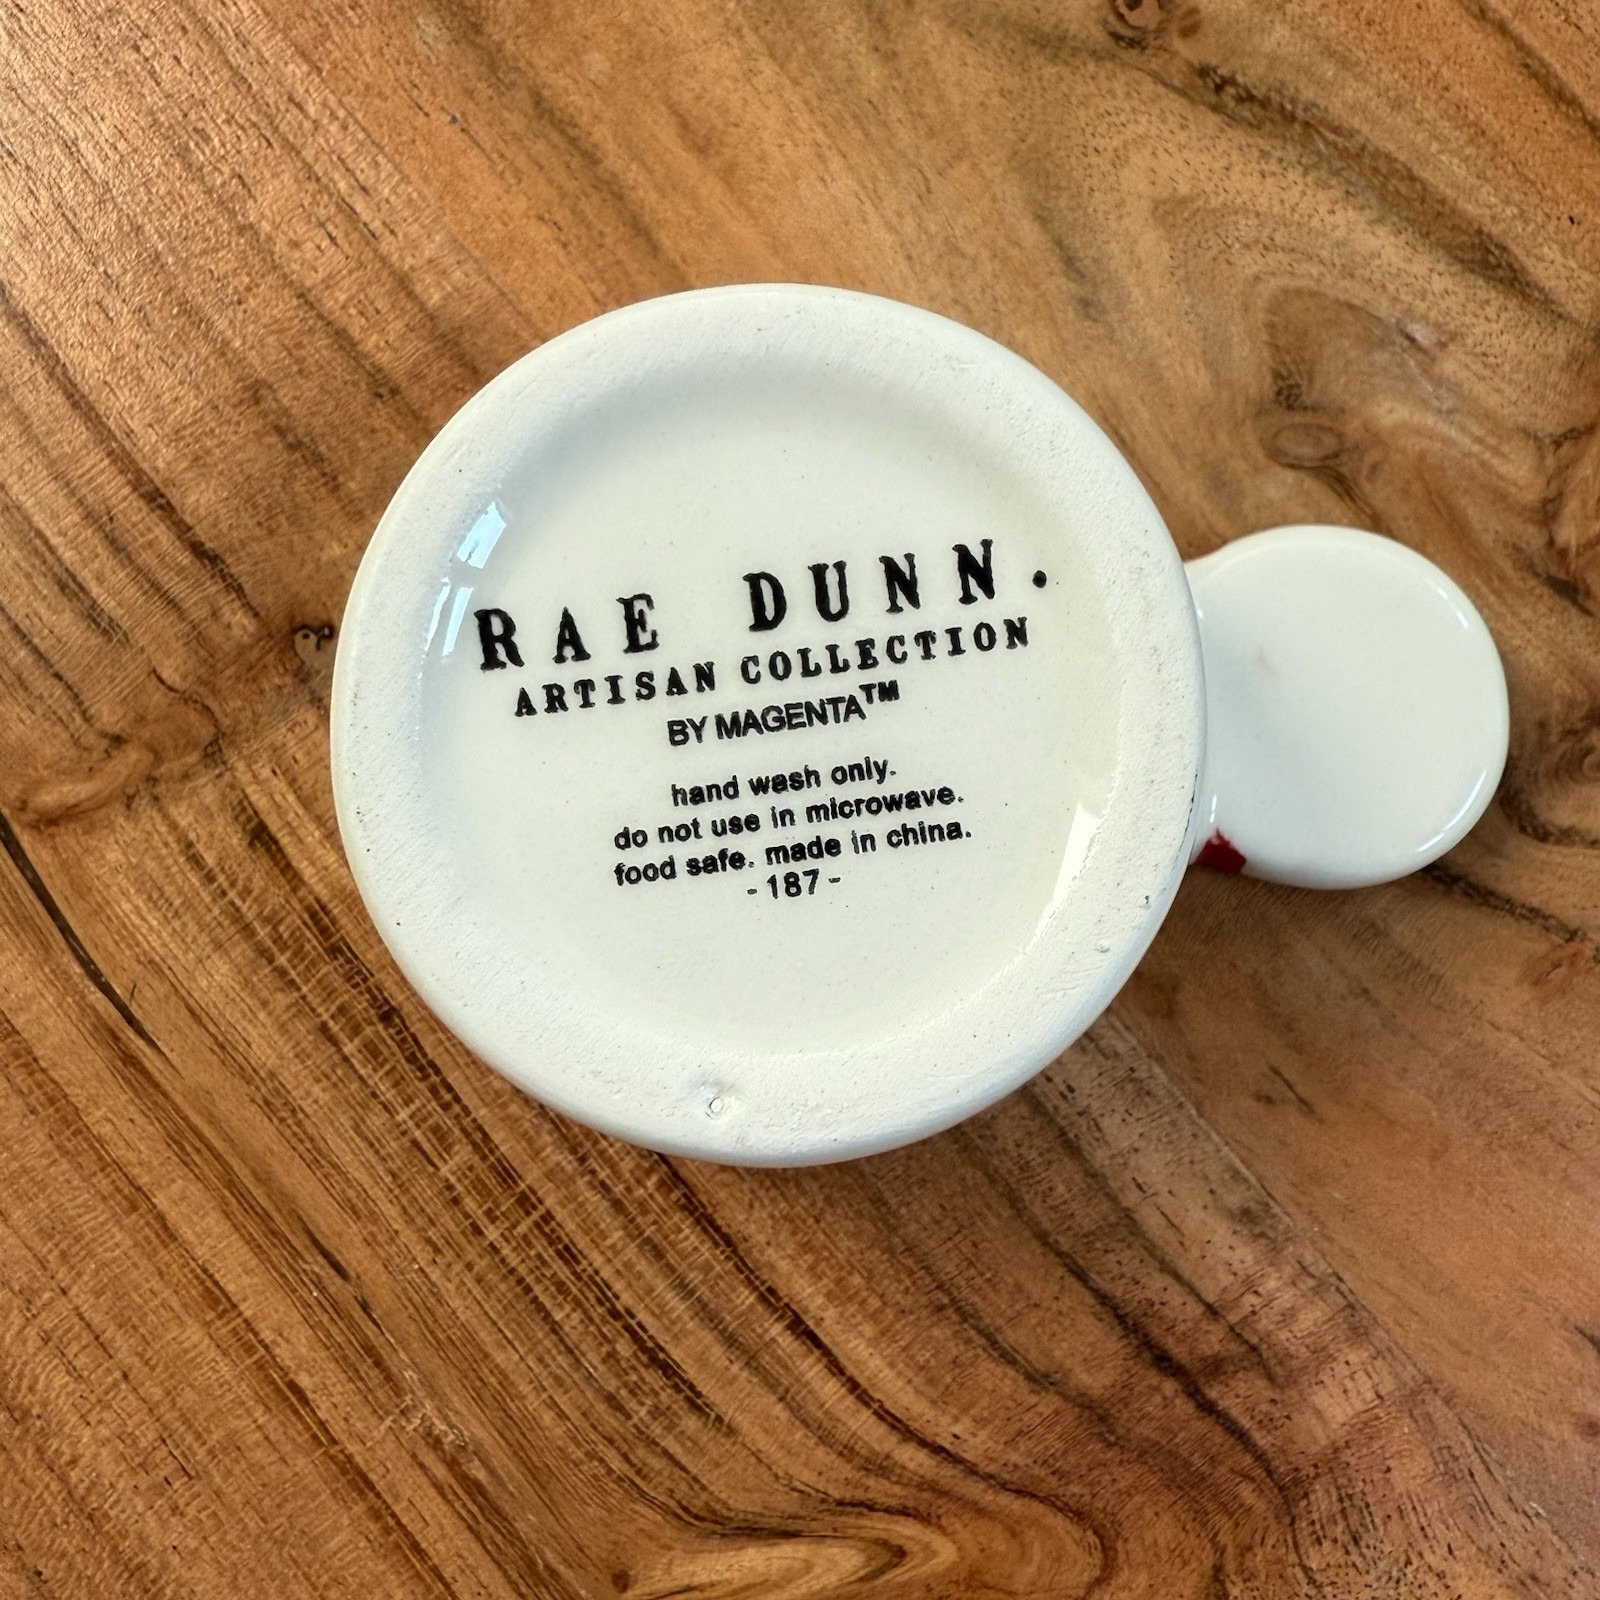 RAE DUNN.
ARTISAN COLLECTION
BY MAGENTA™
hand wash only.
do not use in microwave.
food safe. made in china.
- 187 -